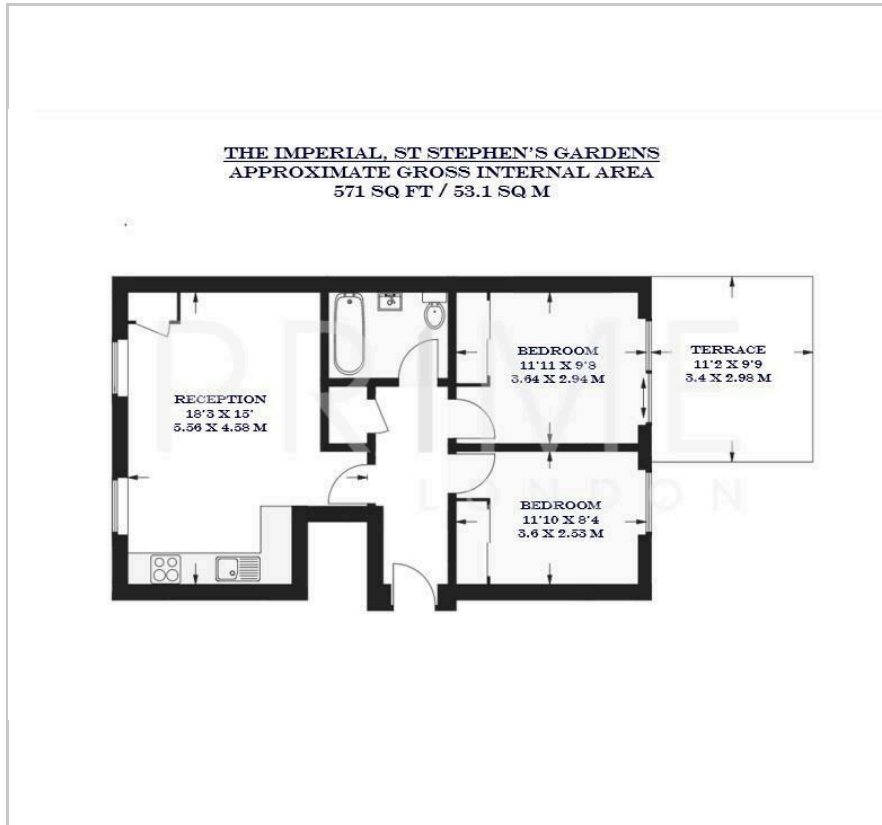 THE IMPERIAL, ST STEPHEN'S GARDENS
APPROXIMATE GROSS INTERNAL AREA
571 SQ FT / 53.1 SQ M
PRIME
LONDON
RECEPTION
18'3 X 15'
5.56 X 4.58 M
BEDROOM
11'11 X 9'8
3.64 X 2.94 M
TERRACE
11'2 X 9'9
3.4 X 2.98 M
BEDROOM
11'10 X 8'4
3.6 X 2.53 M